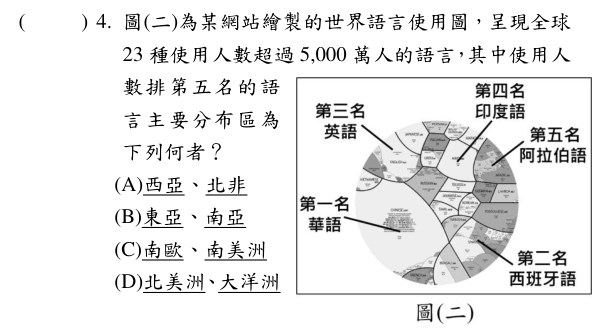 (　　) 4. 圖(二)為某網站繪製的世界語言使用圖，呈現全球
23 種使用人數超過 5,000 萬人的語言，其中使用人
數排第五名的語
言主要分布區為
下列何者？
(A)西亞、北非
(B)東亞、南亞
(C)南歐、南美洲
(D)北美洲、大洋洲
第四名
印度語
第三名
英語
第五名
阿拉伯語
第一名
華語
第二名
西班牙語
圖(二)